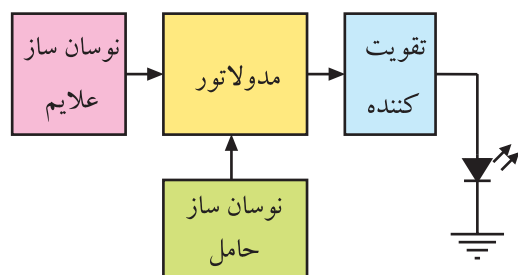 نوسان ساز
علایم
مدولاتور
تقویت
کننده
نوسان ساز
حامل